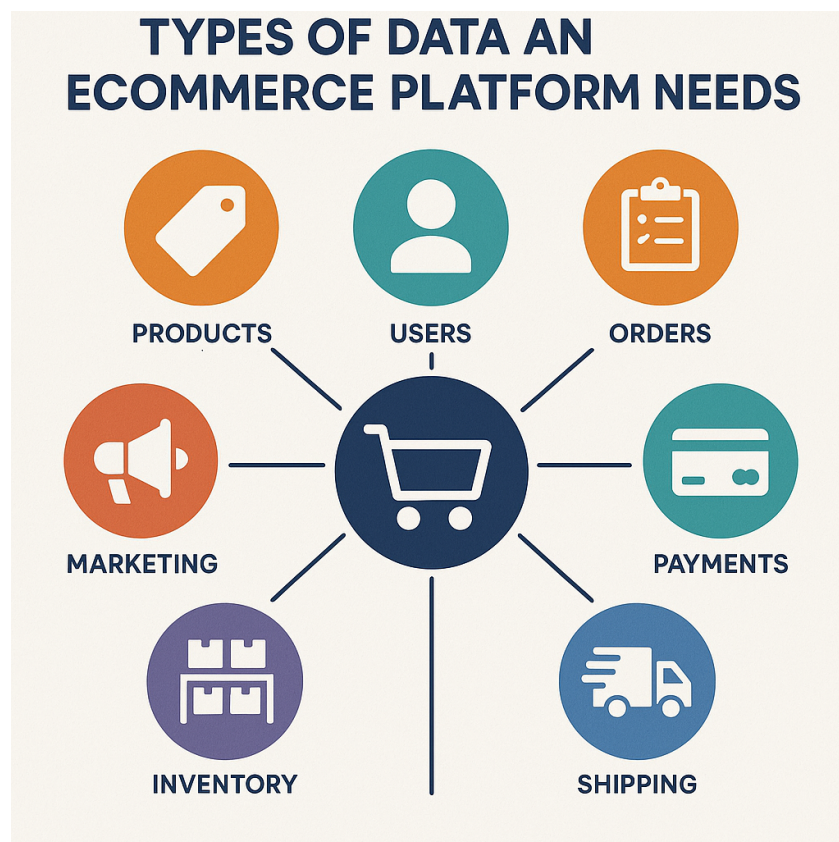 TYPES OF DATA AN
ECOMMERCE PLATFORM NEEDS
PRODUCTS
USERS
ORDERS
MARKETING
PAYMENTS
INVENTORY
SHIPPING